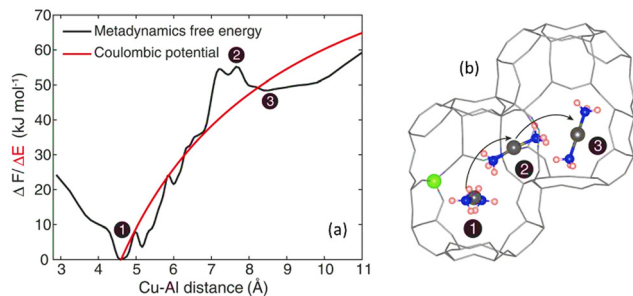 70
60
50
40
30
20
10
0
Δ F/ΔE (kJ mol⁻¹)
Metadynamics free energy
Coulombic potential
1
2
3
(a)
3 4 5 6 7 8 9 10 11
Cu-Al distance (Å)
(b)
3
2
1